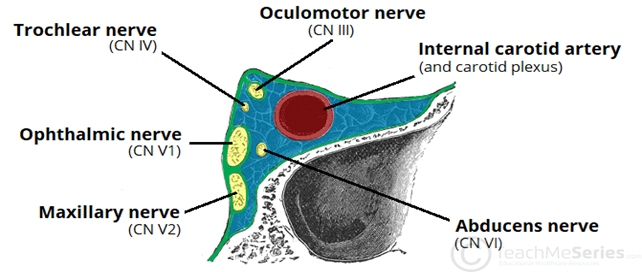 Oculomotor nerve
(CN III)
Trochlear nerve
(CN IV)
Internal carotid artery
(and carotid plexus)
Ophthalmic nerve
(CN V1)
Maxillary nerve
(CN V2)
Abducens nerve
(CN VI)
© TeachMeSeries.com